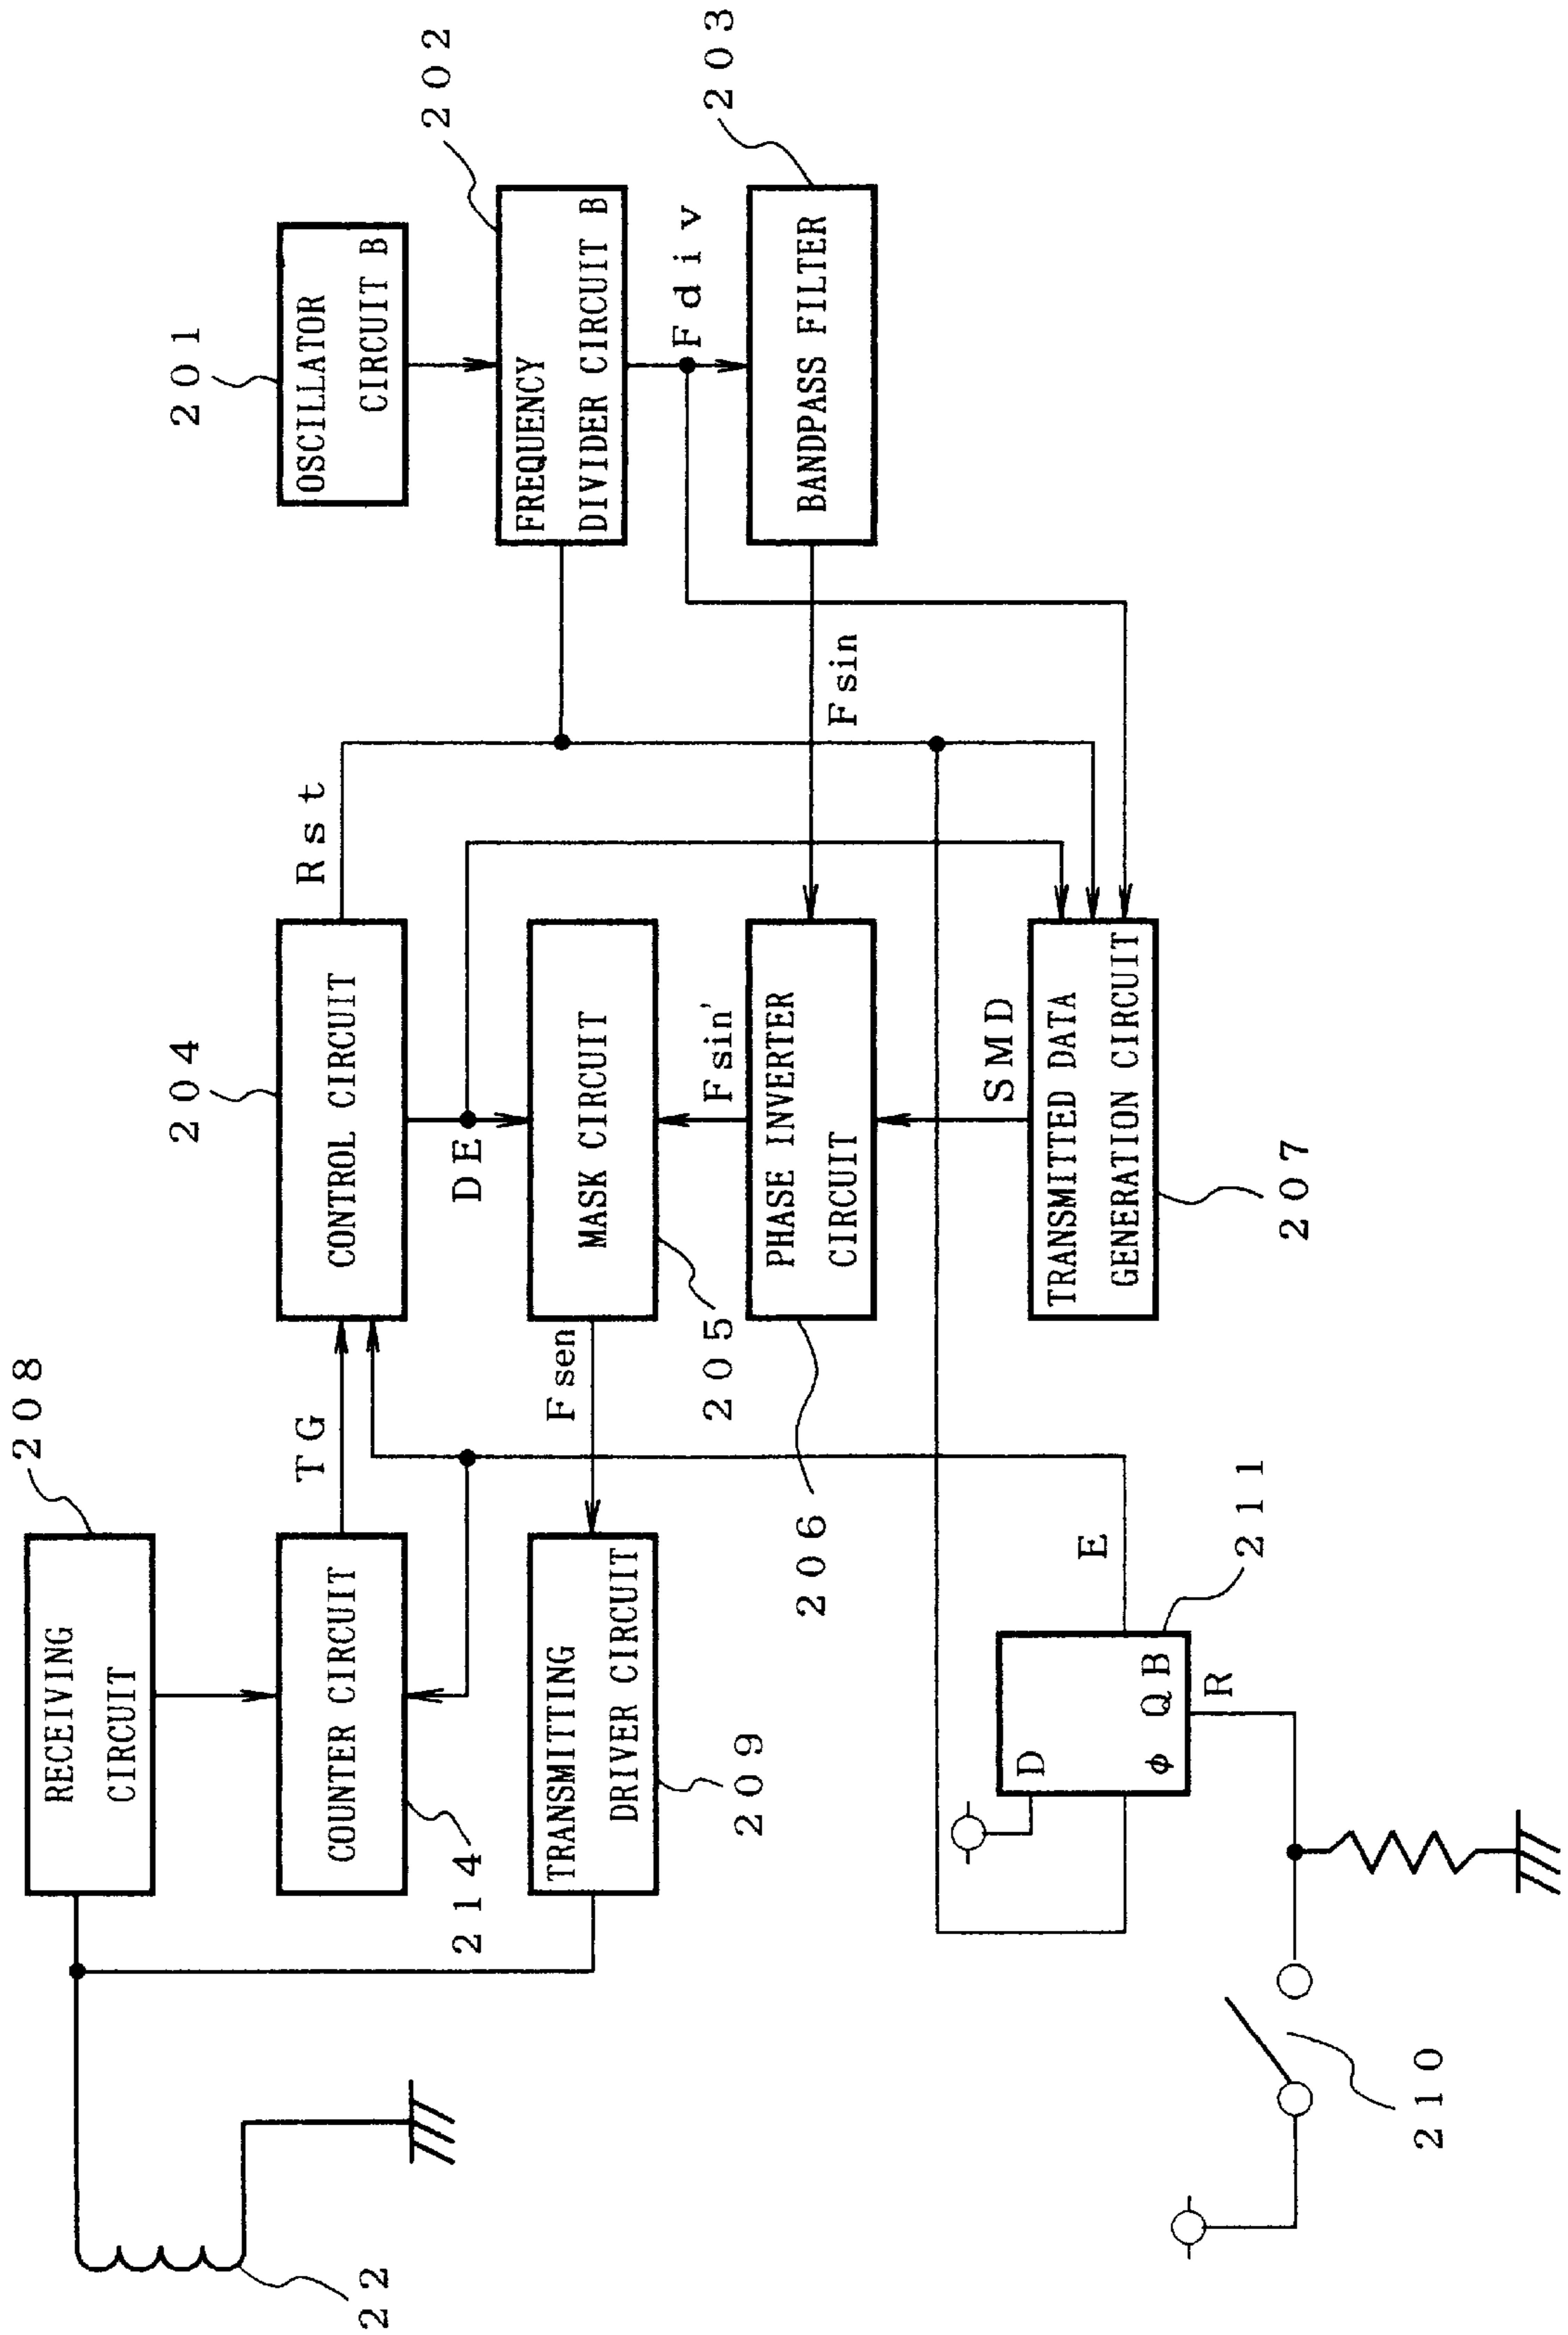 22
208
RECEIVING
CIRCUIT
TG
204
Rst
201
OSCILLATOR
CIRCUIT B
COUNTER CIRCUIT
214
CONTROL CIRCUIT
DE
202
FREQUENCY
DIVIDER CIRCUIT B
TRANSMITTING
DRIVER CIRCUIT
209
Fsen
MASK CIRCUIT
205
Fsin'
Fdiv
203
BANDPASS FILTER
Fsin
PHASE INVERTER
CIRCUIT
206
SMD
TRANSMITTED DATA
GENERATION CIRCUIT
207
D
φ
QB
R
E
211
210